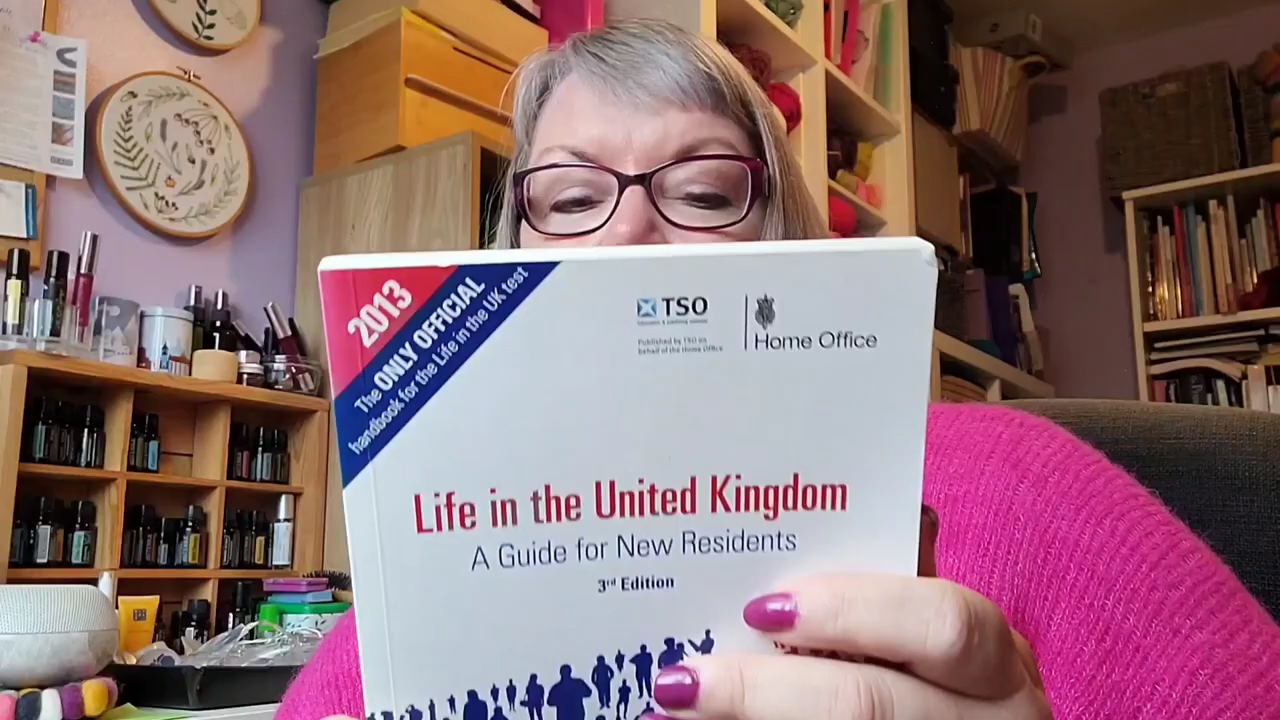 2013
The ONLY OFFICIAL
handbook for the Life in the UK test
TSO
Published by TSO on
behalf of the Home Office
Home Office
Life in the United Kingdom
A Guide for New Residents
3rd Edition